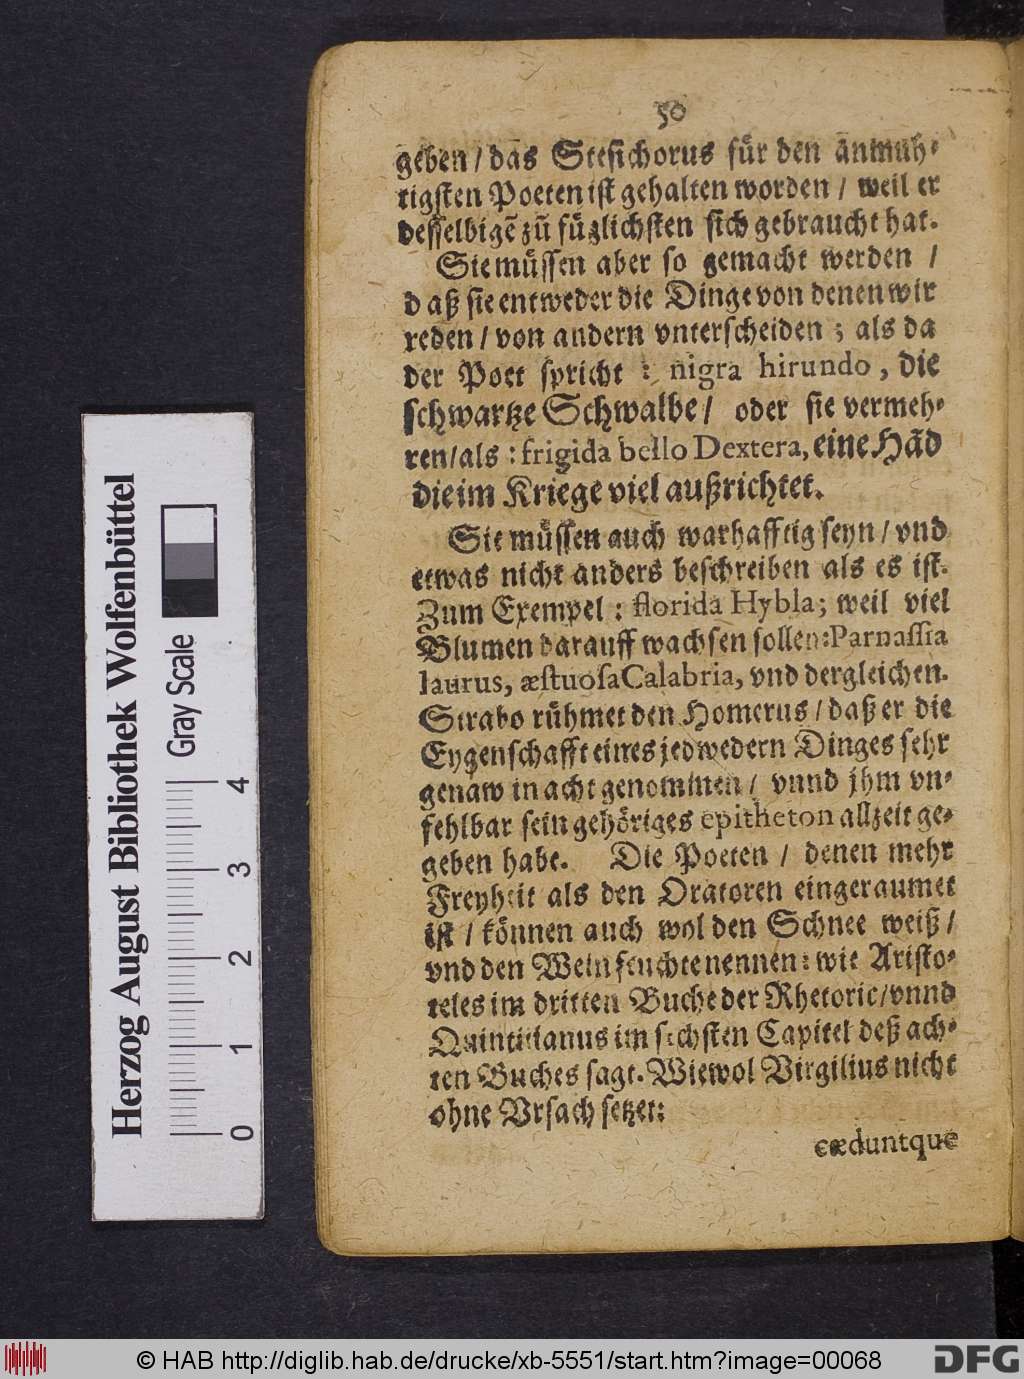 50
geben / das Stesichorus für den anmuh-
tigsten Poeten ist gehalten worden / weil er
desselbigē zū füglichsten sich gebraucht hat.
Sie müssen aber so gemacht werden /
daß sie entweder die Dinge von denen wir
reden / von andern vnterscheiden ; als da
der Poet spricht : nigra hirundo, die
schwartze Schwalbe / oder sie vermeh-
ren / als : frigida bello Dextera, eine Hād
die im Kriege viel außrichtet.
Sie müssen auch warhafftig seyn / vnd
etwas nicht anders beschreiben als es ist.
Zum Exempel : florida Hybla; weil viel
Blumen darauff wachsen sollen: Parnassia
laurus, æstuosa Calabria, vnd dergleichen.
Strabo rühmet den Homerus / daß er die
Eygenschafft eines jedwedern Dinges sehr
genaw in acht genommen / vnnd jhm vn-
fehlbar sein gehöriges epitheton allzeit ge-
geben habe. Die Poeten / denen mehr
Freyheit als den Oratoren eingeraumet
ist / können auch wol den Schnee weiß /
vnd den Wein feuchte nennen: wie Aristo-
teles im dritten Buche der Rhetoric / vnnd
Quintilianus im sechsten Capitel deß ach-
ten Buches sagt. Wiewol Virgilius nicht
ohne Vrsach setzet:
cæduntque
Herzog August Bibliothek Wolfenbüttel
Gray Scale
0 1 2 3 4
© HAB http://diglib.hab.de/drucke/xb-5551/start.htm?image=00068
DFG